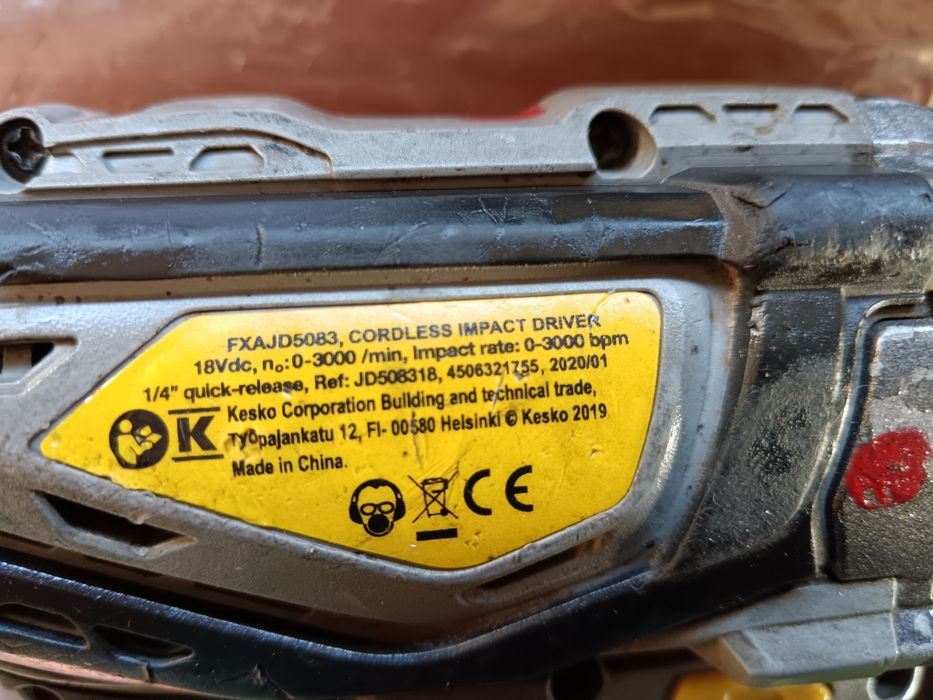 FXAJD5083, CORDLESS IMPACT DRIVER
18Vdc, n₀:0-3000 /min, Impact rate: 0-3000 bpm
1/4" quick-release, Ref: JD508318, 4506321755, 2020/01
K Kesko Corporation Building and technical trade,
Työpajankatu 12, FI- 00580 Helsinki © Kesko 2019
Made in China.
CE